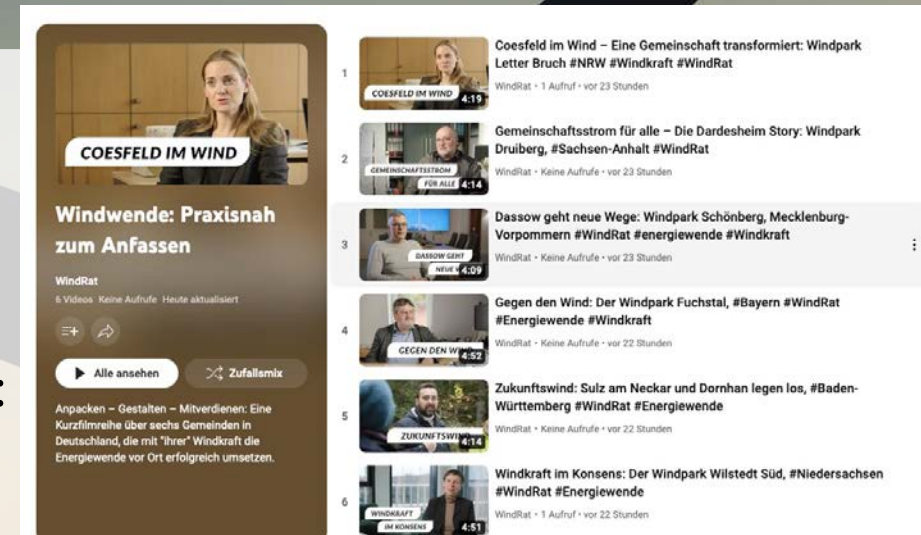 COESFELD IM WIND
Windwende: Praxisnah
zum Anfassen
WindRat
6 Videos Keine Aufrufe Heute aktualisiert
Alle ansehen
Zufallsmix
Anpacken – Gestalten – Mitverdienen: Eine
Kurzfilmreihe über sechs Gemeinden in
Deutschland, die mit "ihrer" Windkraft die
Energiewende vor Ort erfolgreich umsetzen.
:
1
COESFELD IM WIND
4:19
Coesfeld im Wind – Eine Gemeinschaft transformiert: Windpark
Letter Bruch #NRW #Windkraft #WindRat
WindRat • 1 Aufruf • vor 23 Stunden
2
GEMEINSCHAFTSSTROM
FÜR ALLE
4:14
Gemeinschaftsstrom für alle – Die Dardesheim Story: Windpark
Druiberg, #Sachsen-Anhalt #WindRat
WindRat • Keine Aufrufe • vor 23 Stunden
3
DASSOW GEHT
NEUE
4:09
Dassow geht neue Wege: Windpark Schönberg, Mecklenburg-
Vorpommern #WindRat #energiewende #Windkraft
WindRat • Keine Aufrufe • vor 23 Stunden
4
GEGEN DEN
4:52
Gegen den Wind: Der Windpark Fuchstal, #Bayern #WindRat
#Energiewende #Windkraft
WindRat • Keine Aufrufe • vor 22 Stunden
5
4:14
Zukunftswind: Sulz am Neckar und Dornhan legen los, #Baden-
Württemberg #WindRat #Energiewende
WindRat • Keine Aufrufe • vor 22 Stunden
6
WINDKRAFT
IM KONSENS
4:51
Windkraft im Konsens: Der Windpark Wilstedt Süd, #Niedersachsen
#WindRat #Energiewende
WindRat • 1 Aufruf • vor 22 Stunden